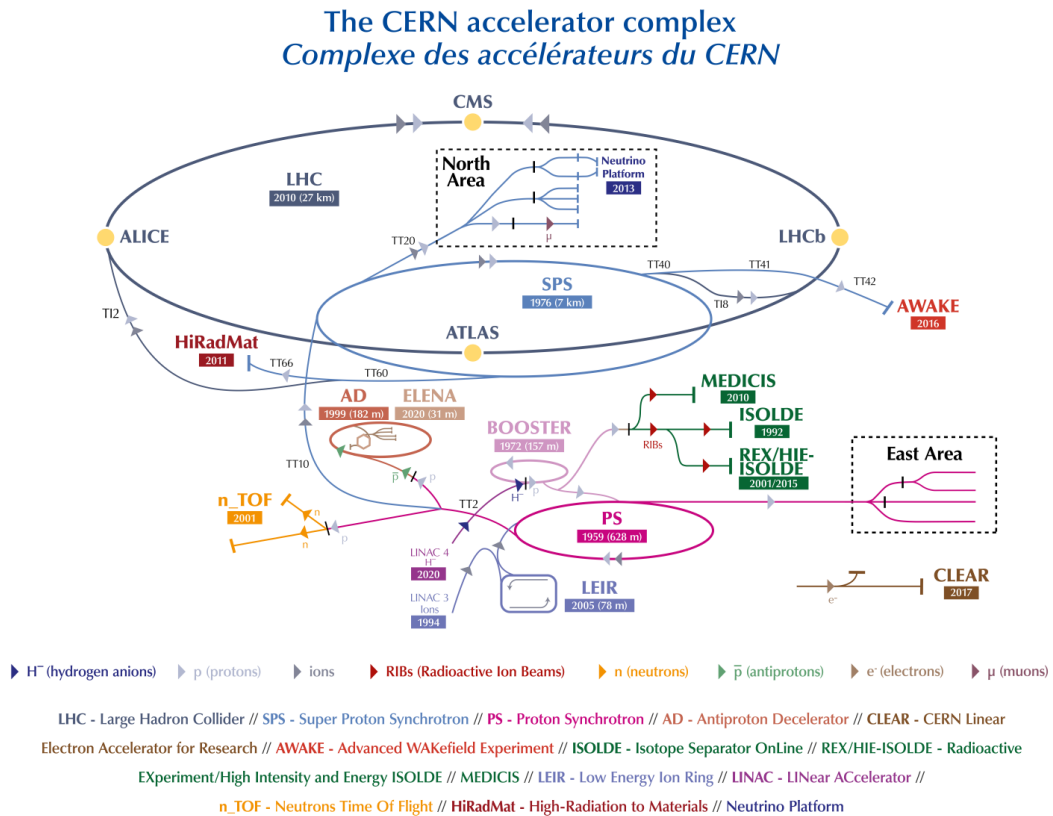 The CERN accelerator complex
Complexe des accélérateurs du CERN
CMS
North
Area
Neutrino
Platform
2013
LHC
2010 (27 km)
µ
ALICE
LHCb
TT20
TT40
TT41
SPS
1976 (7 km)
TI8
TT42
AWAKE
2016
TI2
ATLAS
HiRadMat
2011
TT66
TT60
AD
1999 (182 m)
ELENA
2020 (31 m)
MEDICIS
2010
BOOSTER
1972 (157 m)
ISOLDE
1992
RIBs
REX/HIE-
ISOLDE
2001/2015
East Area
TT10
p̅
p
H⁻
p
n_TOF
2001
n
n
p
TT2
PS
1959 (628 m)
LINAC 4
H⁻
2020
LINAC 3
Ions
1994
LEIR
2005 (78 m)
e⁻
CLEAR
2017
H⁻ (hydrogen anions) p (protons) ions RIBs (Radioactive Ion Beams) n (neutrons) p̅ (antiprotons) e⁻ (electrons) µ (muons)
LHC - Large Hadron Collider // SPS - Super Proton Synchrotron // PS - Proton Synchrotron // AD - Antiproton Decelerator // CLEAR - CERN Linear
Electron Accelerator for Research // AWAKE - Advanced WAKefield Experiment // ISOLDE - Isotope Separator OnLine // REX/HIE-ISOLDE - Radioactive
EXperiment/High Intensity and Energy ISOLDE // MEDICIS // LEIR - Low Energy Ion Ring // LINAC - LINear ACcelerator //
n_TOF - Neutrons Time Of Flight // HiRadMat - High-Radiation to Materials // Neutrino Platform